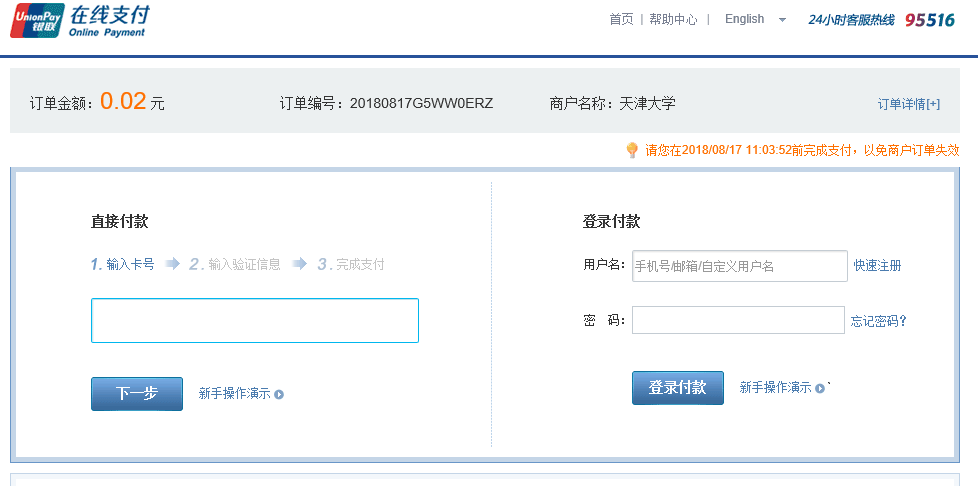 UnionPay 银联 在线支付 Online Payment
首页 | 帮助中心 | English 24小时客服热线 95516
订单金额：0.02 元 订单编号：20180817G5WW0ERZ 商户名称：天津大学 订单详情[+]
请您在2018/08/17 11:03:52前完成支付，以免商户订单失效
直接付款
1. 输入卡号 2. 输入验证信息 3. 完成支付
下一步 新手操作演示
登录付款
用户名： 手机号/邮箱/自定义用户名 快速注册
密 码： 忘记密码?
登录付款 新手操作演示 `